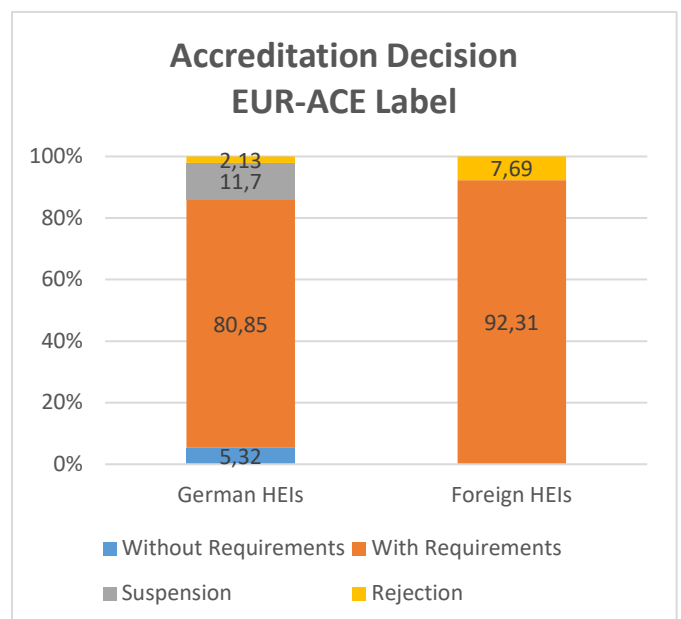 Accreditation Decision
EUR-ACE Label
100%
80%
60%
40%
20%
0%
2,13
11,7
80,85
5,32
7,69
92,31
German HEIs
Foreign HEIs
Without Requirements
With Requirements
Suspension
Rejection